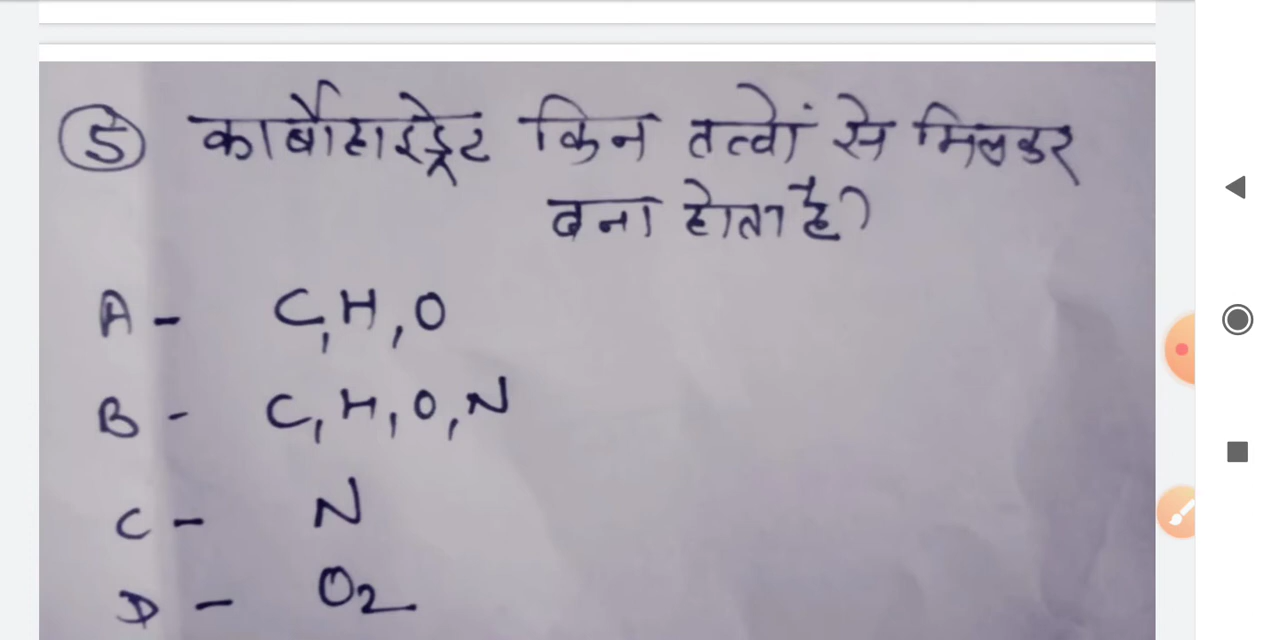 5 कार्बोहाइड्रेट किन तत्वों से मिलकर
बना होता है?
A - C, H, O
B - C, H, O, N
C - N
D - O2